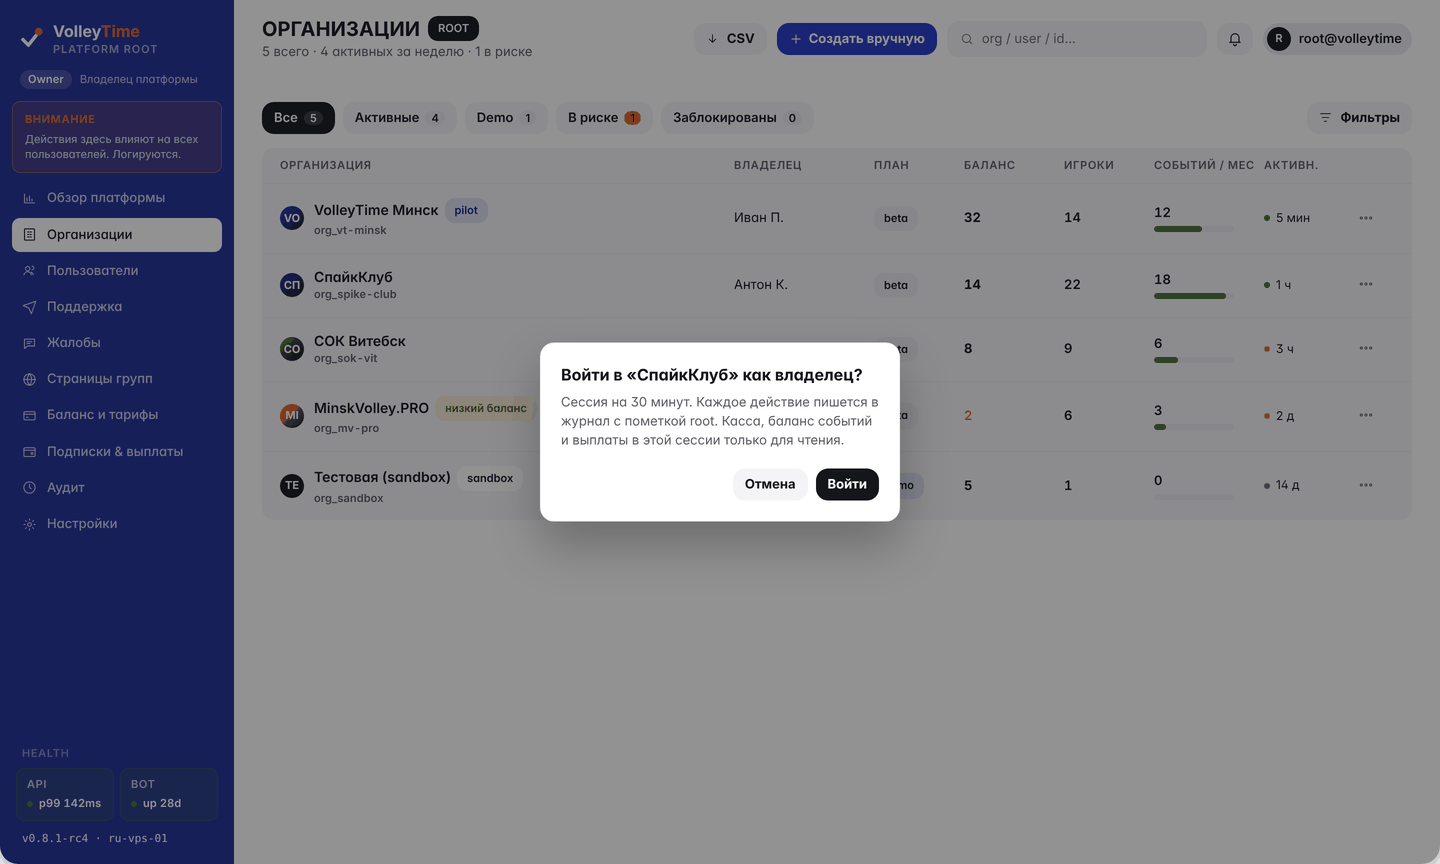 VolleyTime
PLATFORM ROOT
Owner Владелец платформы
ВНИМАНИЕ
Действия здесь влияют на всех
пользователей. Логируются.
Обзор платформы
Организации
Пользователи
Поддержка
Жалобы
Страницы групп
Баланс и тарифы
Подписки & выплаты
Аудит
Настройки
HEALTH
API
p99 142ms
BOT
up 28d
v0.8.1-rc4 · ru-vps-01
ОРГАНИЗАЦИИ ROOT
5 всего · 4 активных за неделю · 1 в риске
CSV
Создать вручную
org / user / id...
R root@volleytime
Все 5
Активные 4
Demo 1
В риске 1
Заблокированы 0
Фильтры
ОРГАНИЗАЦИЯ ВЛАДЕЛЕЦ ПЛАН БАЛАНС ИГРОКИ СОБЫТИЙ / МЕС АКТИВН.
VO VolleyTime Минск pilot
org_vt-minsk
Иван П. beta 32 14 12 5 мин
СП СпайкКлуб
org_spike-club
Антон К. beta 14 22 18 1 ч
СО СОК Витебск
org_sok-vit
8 9 6 3 ч
MI MinskVolley.PRO низкий баланс
org_mv-pro
2 6 3 2 д
ТЕ Тестовая (sandbox) sandbox
org_sandbox
5 1 0 14 д
Войти в «СпайкКлуб» как владелец?
Сессия на 30 минут. Каждое действие пишется в
журнал с пометкой root. Касса, баланс событий
и выплаты в этой сессии только для чтения.
Отмена
Войти